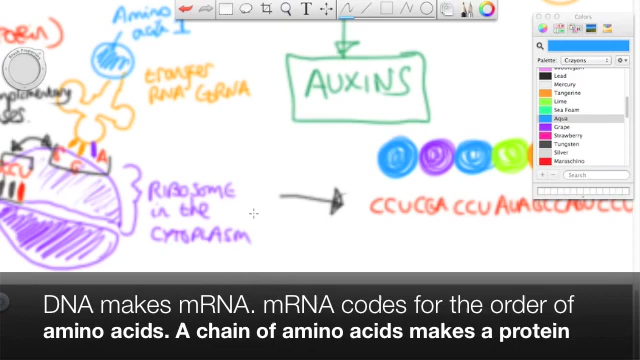 Amino
acid 1
transfer
RNA (tRNA
AUXINS
RIBOSOME
in the
CYTOPLASM
CCUCGA CCU
Colors
Palette: Crayons
Lead
Mercury
Tangerine
Lime
Sea Foam
Aqua
Grape
Strawberry
Tungsten
Silver
Maraschino
Search
DNA makes mRNA. mRNA codes for the order of
amino acids. A chain of amino acids makes a protein